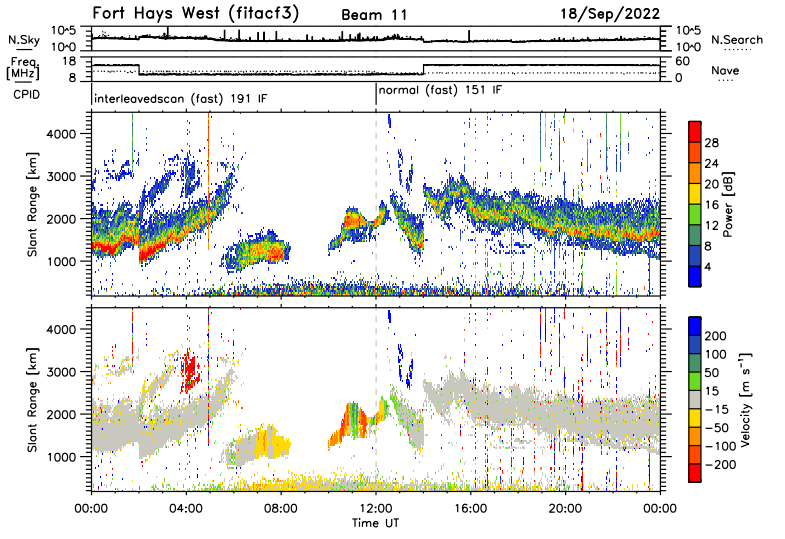 Fort Hays West (fitacf3) Beam 11 18/Sep/2022
N.Sky 10^5 10^0 10^5 10^0 N.Search
Freq. [MHz] 18 8 60 0 Nave
CPID interleavedscan (fast) 191 IF normal (fast) 151 IF
Slant Range [km]
4000
3000
2000
1000
28
24
20
16
12
8
4
Power [dB]
Slant Range [km]
4000
3000
2000
1000
200
100
50
15
-15
-50
-100
-200
Velocity [m s⁻¹]
00:00 04:00 08:00 12:00 16:00 20:00 00:00
Time UT